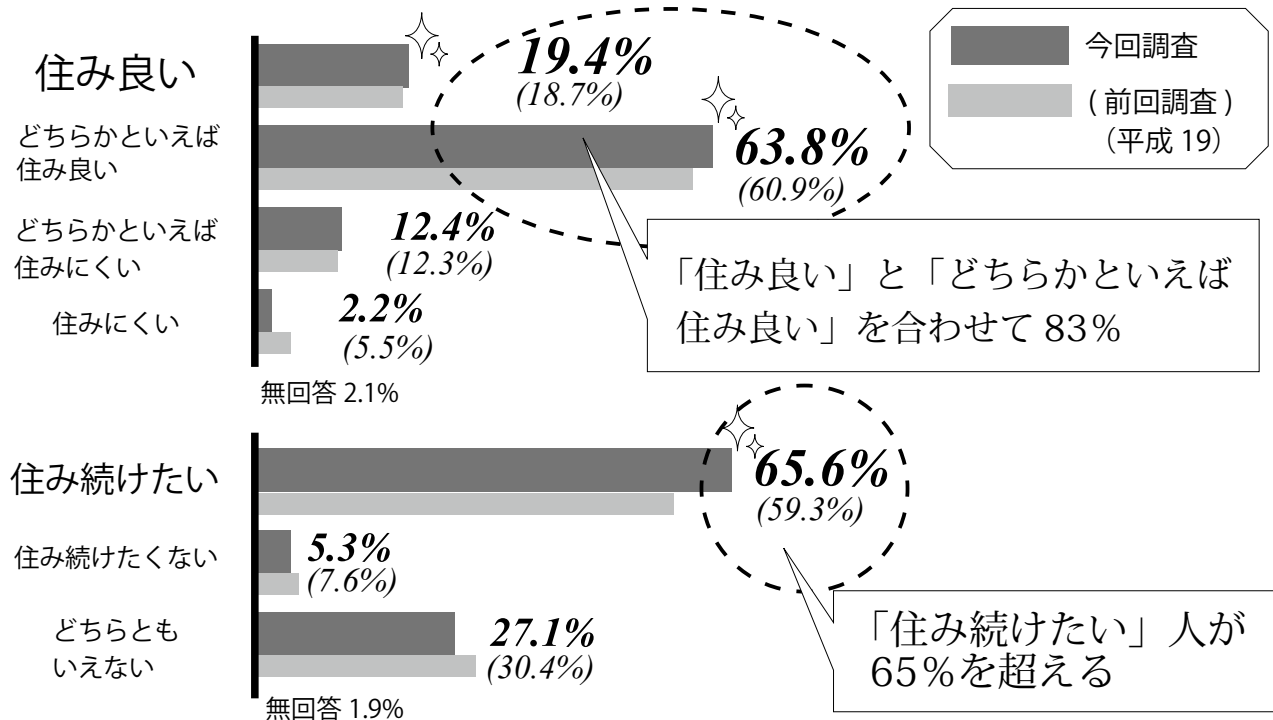 今回調査
(前回調査)
(平成 19)
住み良い
19.4%
(18.7%)
どちらかといえば
住み良い
63.8%
(60.9%)
どちらかといえば
住みにくい
12.4%
(12.3%)
住みにくい
2.2%
(5.5%)
無回答 2.1%
「住み良い」と「どちらかといえば
住み良い」を合わせて 83%
住み続けたい
65.6%
(59.3%)
住み続けたくない
5.3%
(7.6%)
どちらとも
いえない
27.1%
(30.4%)
無回答 1.9%
「住み続けたい」人が
65%を超える